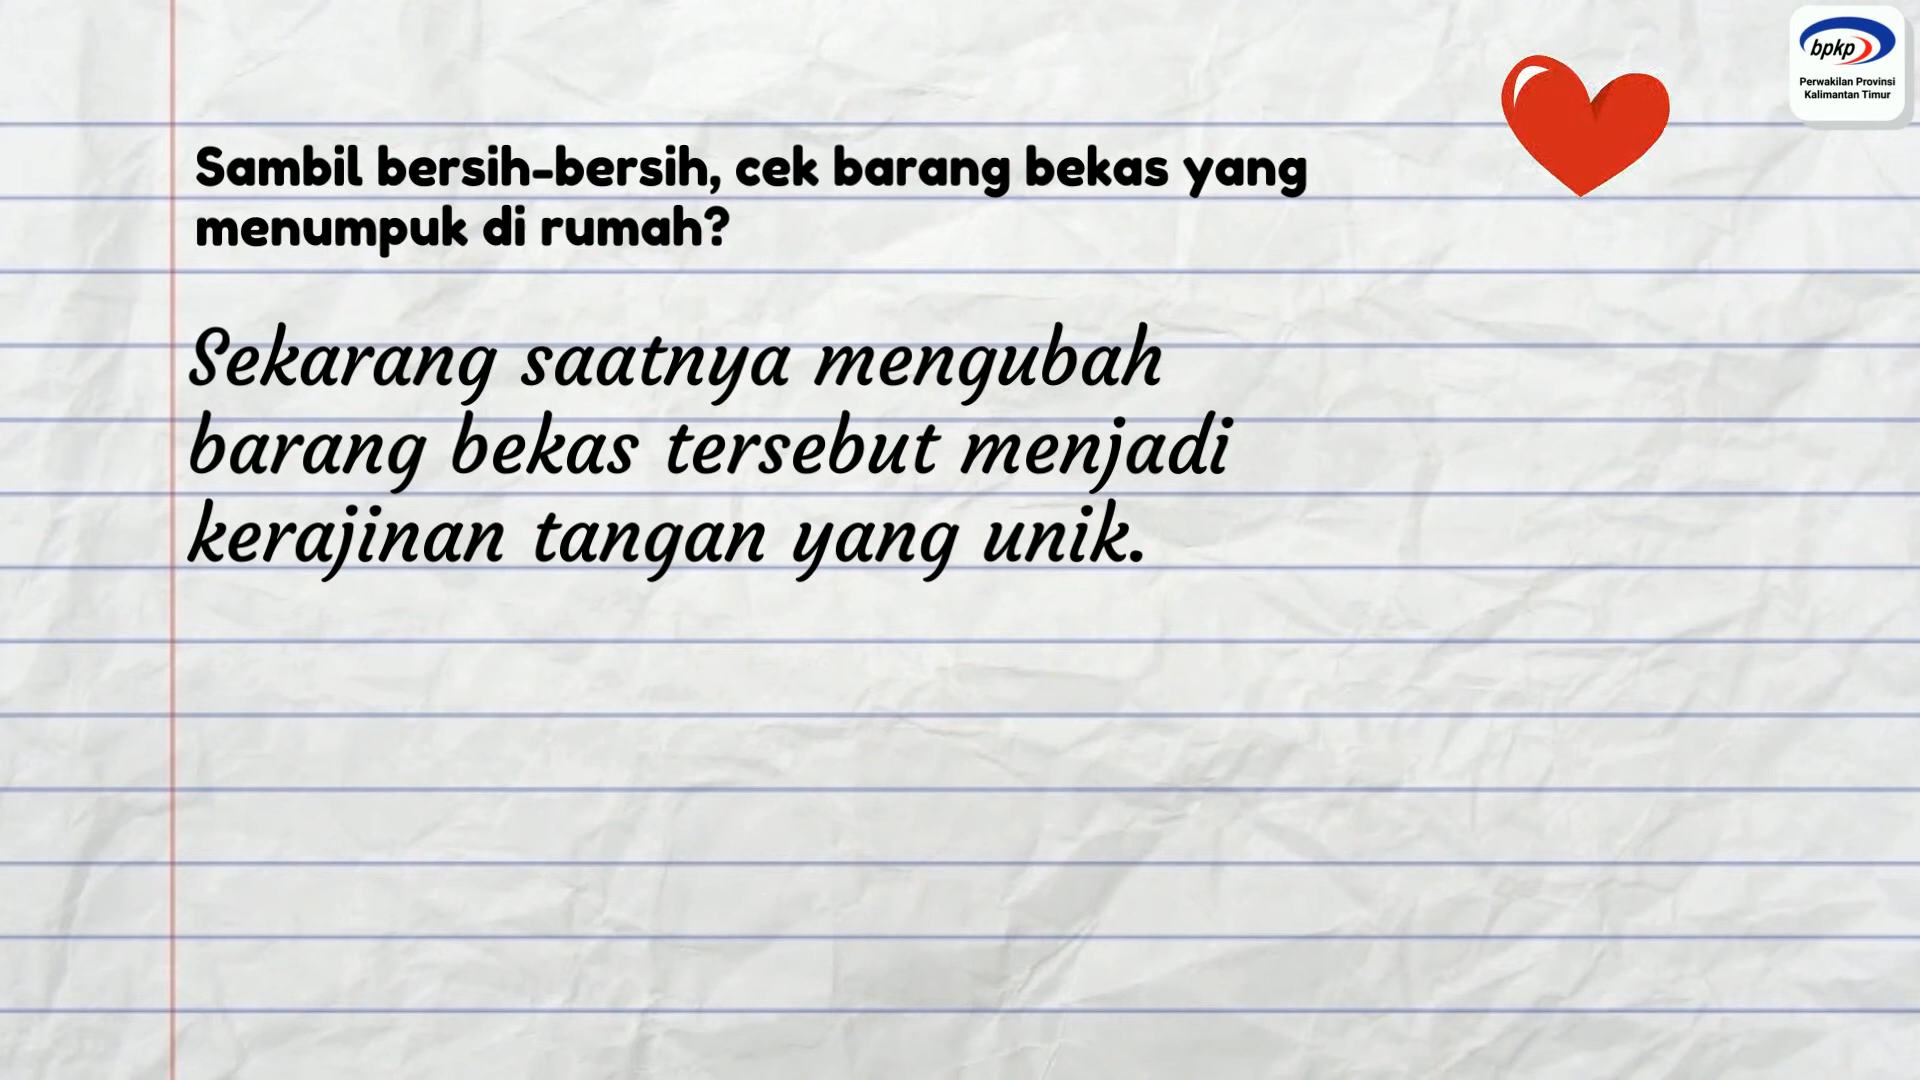 bpkp
Perwakilan Provinsi
Kalimantan Timur
Sambil bersih-bersih, cek barang bekas yang
menumpuk di rumah?
Sekarang saatnya mengubah
barang bekas tersebut menjadi
kerajinan tangan yang unik.